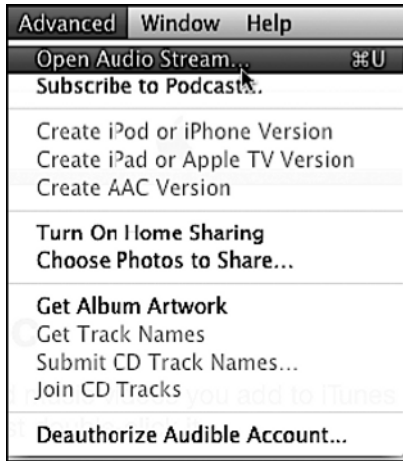 Advanced Window Help
Open Audio Stream... ⌘U
Subscribe to Podcast...
Create iPod or iPhone Version
Create iPad or Apple TV Version
Create AAC Version
Turn On Home Sharing
Choose Photos to Share...
Get Album Artwork
Get Track Names
Submit CD Track Names...
Join CD Tracks
you add to iTunes
Deauthorize Audible Account...